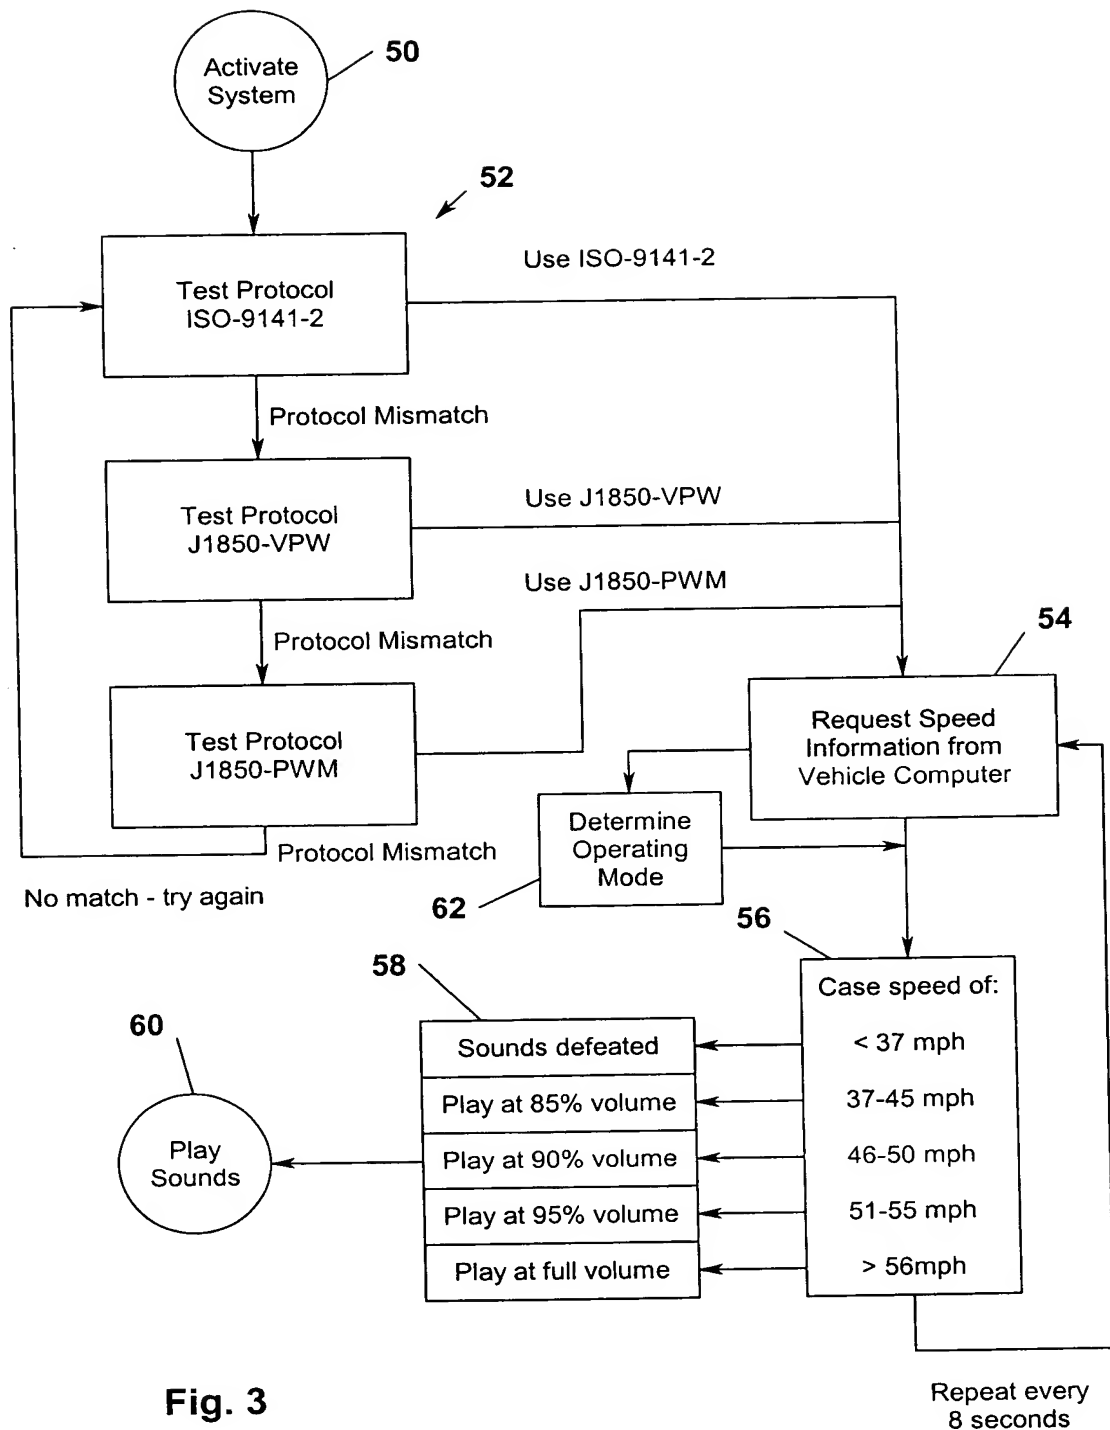 50
Activate
System
52
Use ISO-9141-2
Test Protocol
ISO-9141-2
Protocol Mismatch
Use J1850-VPW
Test Protocol
J1850-VPW
Use J1850-PWM
Protocol Mismatch
54
Test Protocol
J1850-PWM
Request Speed
Information from
Vehicle Computer
Protocol Mismatch
No match - try again
Determine
Operating
Mode
62
56
58
Case speed of:
60
Sounds defeated
< 37 mph
Play at 85% volume
37-45 mph
Play
Sounds
Play at 90% volume
46-50 mph
Play at 95% volume
51-55 mph
Play at full volume
> 56mph
Fig. 3
Repeat every
8 seconds